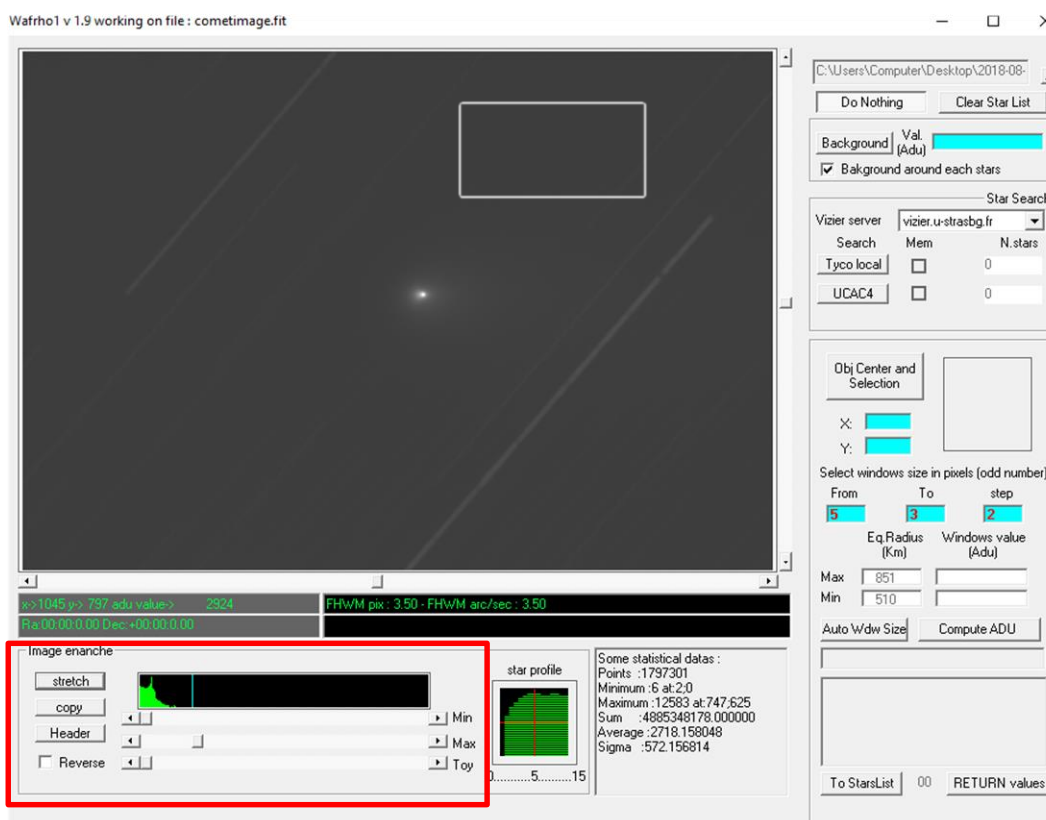 Wafrho1 v 1.9 working on file : cometimage.fit
C:\Users\Computer\Desktop\2018-08-
Do Nothing Clear Star List
Background Val. (Adu)
Bakground around each stars
Star Search
Vizier server vizier.u-strasbg.fr
Search Mem N.stars
Tyco local 0
UCAC4 0
Obj Center and
Selection
X:
Y:
Select windows size in pixels (odd number)
From To step
5 3 2
Eq.Radius Windows value
(Km) (Adu)
Max 851
Min 510
Auto Wdw Size Compute ADU
To StarsList 00 RETURN values
x->1045 y-> 797 adu value-> 2924
Ra:00:00:0.00 Dec:+00:00:0.00
FHWM pix : 3.50 - FHWM arc/sec : 3.50
Image enanche
stretch
copy
Header
Reverse
Min
Max
Toy
star profile
0..........5..........15
Some statistical datas :
Points :1797301
Minimum :6 at:2;0
Maximum :12583 at:747;625
Sum :4885348178.000000
Average :2718.158048
Sigma :572.156814